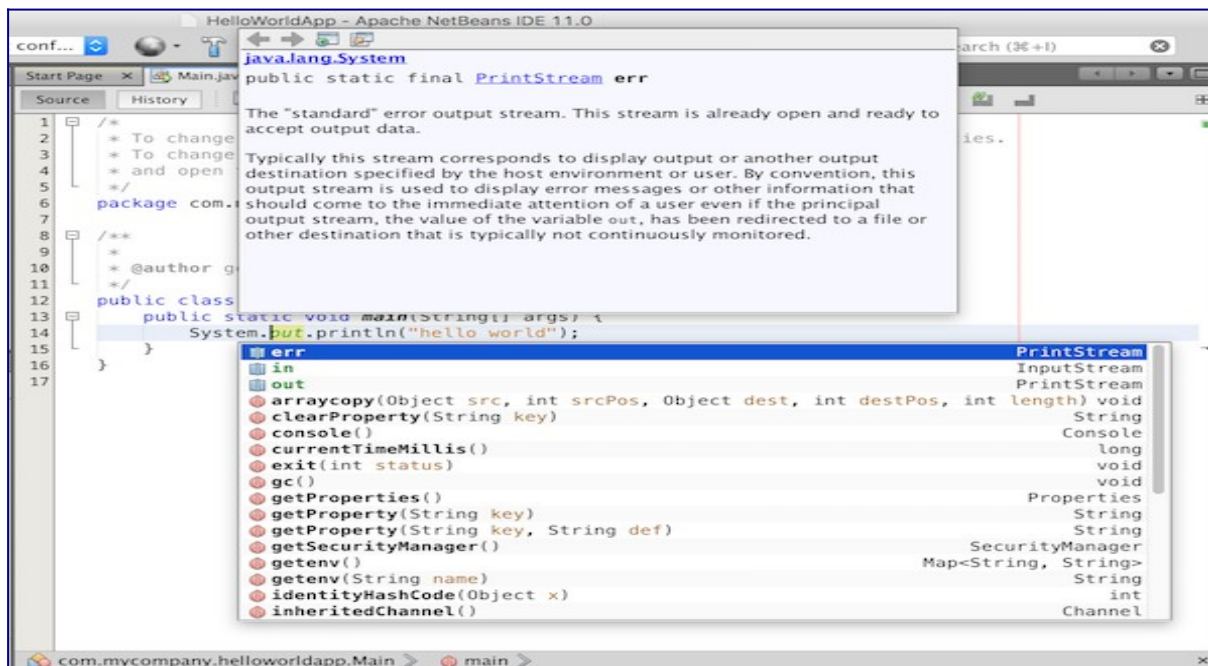 HelloWorldApp - Apache NetBeans IDE 11.0
conf...
arch (⌘+I)
Start Page
Main.jav
Source History
java.lang.System
public static final PrintStream err
The "standard" error output stream. This stream is already open and ready to
accept output data.
Typically this stream corresponds to display output or another output
destination specified by the host environment or user. By convention, this
output stream is used to display error messages or other information that
should come to the immediate attention of a user even if the principal
output stream, the value of the variable out, has been redirected to a file or
other destination that is typically not continuously monitored.
1 /*
2 * To change ies.
3 * To change
4 * and open
5 */
6 package com.
7
8 /**
9 *
10 * @author g
11 */
12 public class
13 public static void main(String[] args) {
14 System.out.println("hello world");
15 }
16 }
17
err PrintStream
in InputStream
out PrintStream
arraycopy(Object src, int srcPos, Object dest, int destPos, int length) void
clearProperty(String key) String
console() Console
currentTimeMillis() long
exit(int status) void
gc() void
getProperties() Properties
getProperty(String key) String
getProperty(String key, String def) String
getSecurityManager() SecurityManager
getenv() Map<String, String>
getenv(String name) String
identityHashCode(Object x) int
inheritedChannel() Channel
com.mycompany.helloworldapp.Main main